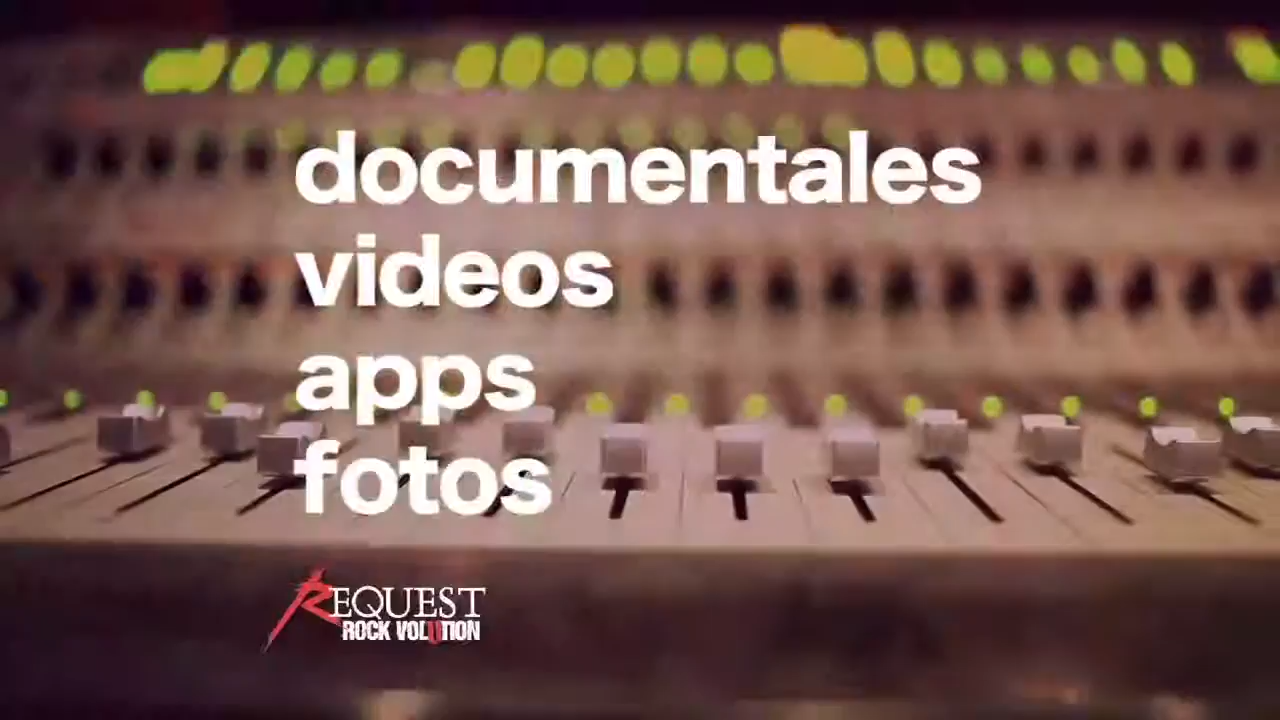 documentales
videos
apps
fotos
REQUEST
ROCK VOLUTION